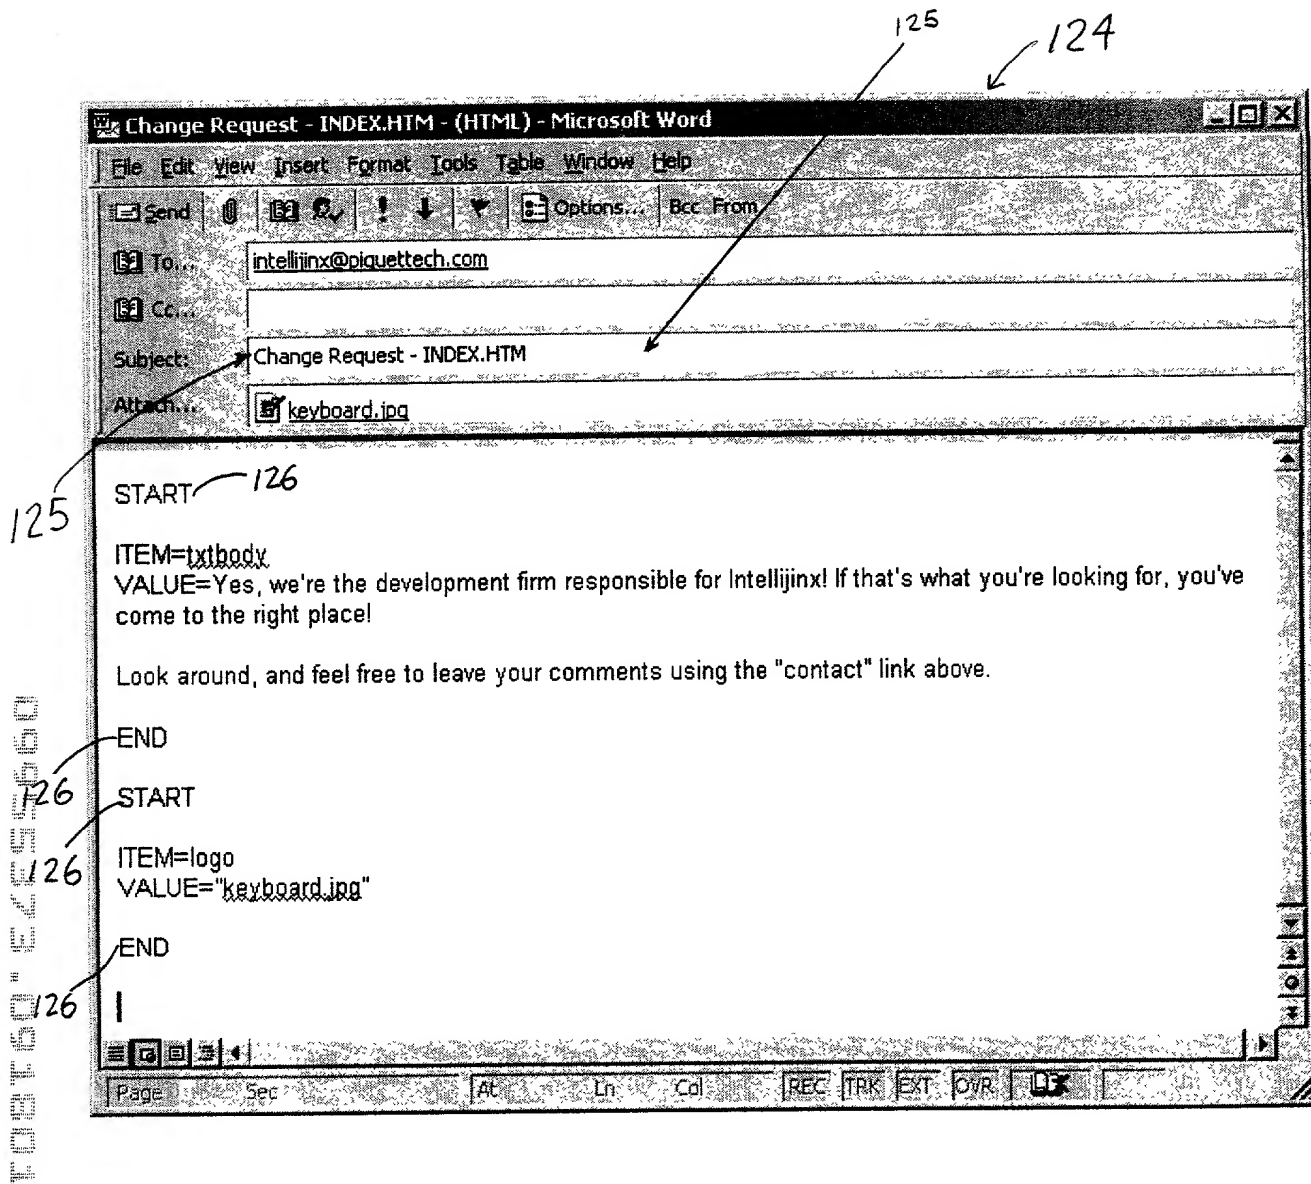 125
124
Change Request - INDEX.HTM - (HTML) - Microsoft Word
File Edit View Insert Format Tools Table Window Help
Send Options... Bcc From
To... intellijinx@piquettech.com
Cc...
Subject: Change Request - INDEX.HTM
Attach... keyboard.jpg
125
START 126
ITEM=txtbody
VALUE=Yes, we're the development firm responsible for Intellijinx! If that's what you're looking for, you've
come to the right place!
Look around, and feel free to leave your comments using the "contact" link above.
END
126
START
126
ITEM=logo
VALUE="keyboard.jpg"
END
126
Page Sec At Ln Col REC TRK EXT OVR